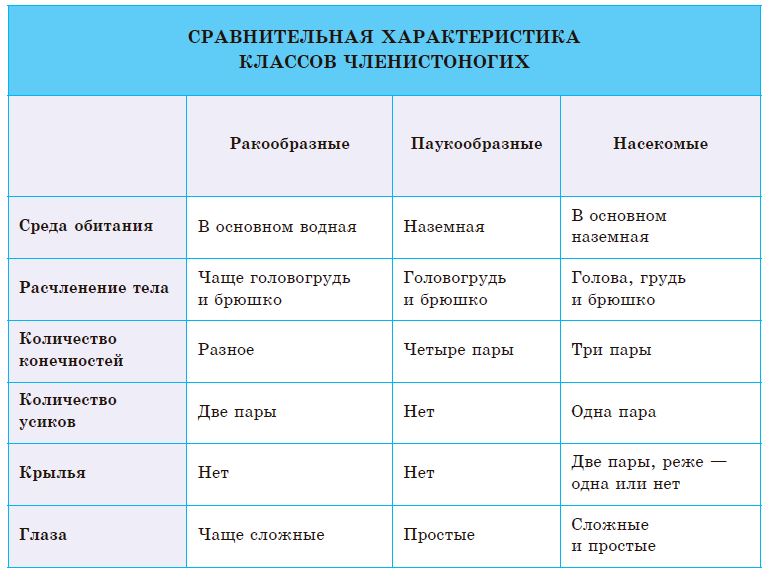 СРАВНИТЕЛЬНАЯ ХАРАКТЕРИСТИКА
КЛАССОВ ЧЛЕНИСТОНОГИХ
Ракообразные Паукообразные Насекомые
Среда обитания
В основном водная
Наземная
В основном
наземная
Расчленение тела
Чаще головогрудь
и брюшко
Головогрудь
и брюшко
Голова, грудь
и брюшко
Количество
конечностей
Разное
Четыре пары
Три пары
Количество
усиков
Две пары
Нет
Одна пара
Крылья
Нет
Нет
Две пары, реже —
одна или нет
Глаза
Чаще сложные
Простые
Сложные
и простые